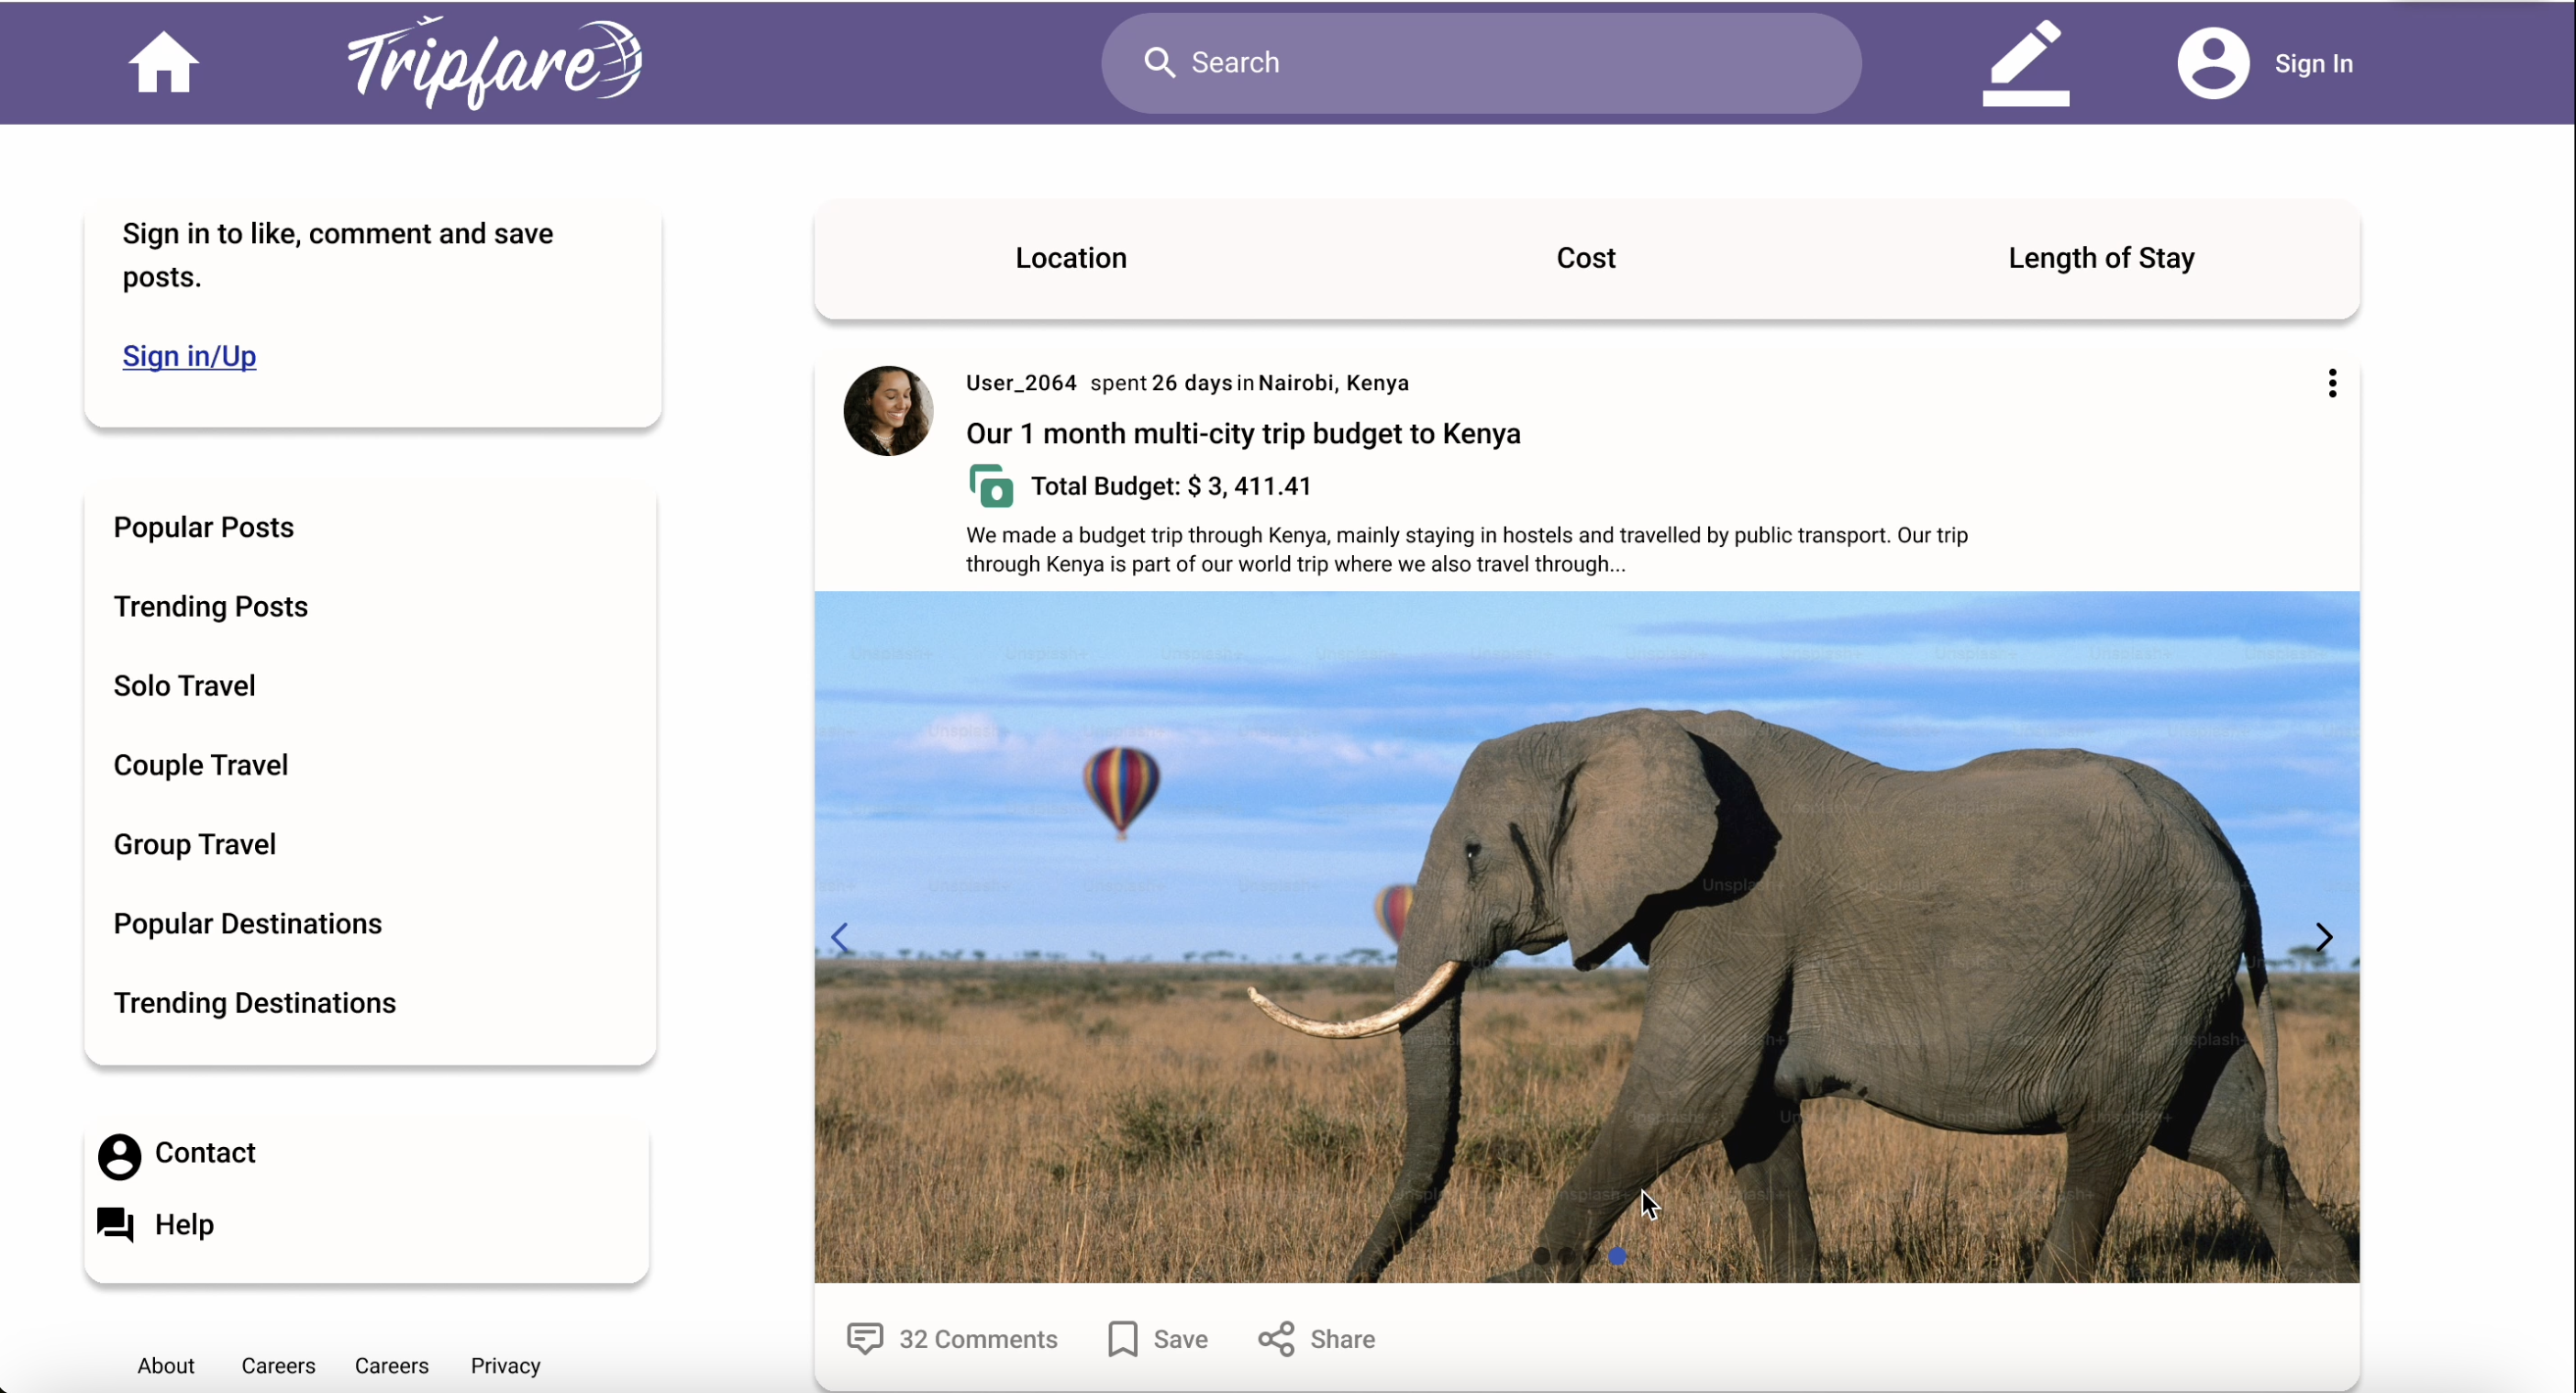 Tripfare
Search
Sign In
Sign in to like, comment and save
posts.
Sign in/Up
Location
Cost
Length of Stay
User_2064 spent 26 days in Nairobi, Kenya
Our 1 month multi-city trip budget to Kenya
Total Budget: $ 3, 411.41
We made a budget trip through Kenya, mainly staying in hostels and travelled by public transport. Our trip
through Kenya is part of our world trip where we also travel through...
Popular Posts
Trending Posts
Solo Travel
Couple Travel
Group Travel
Popular Destinations
Trending Destinations
Contact
Help
Unsplash+
32 Comments
Save
Share
About Careers Careers Privacy